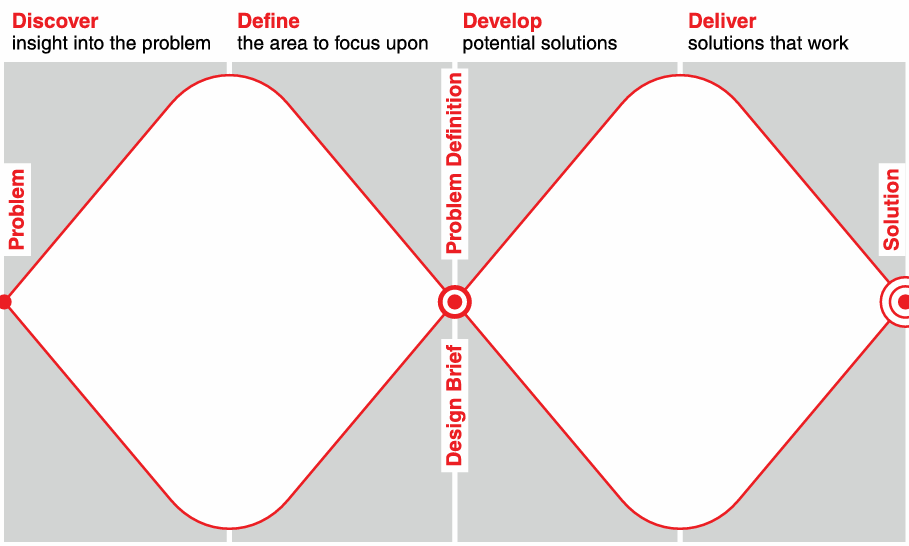 Discover
insight into the problem
Define
the area to focus upon
Develop
potential solutions
Deliver
solutions that work
Problem
Problem Definition
Design Brief
Solution